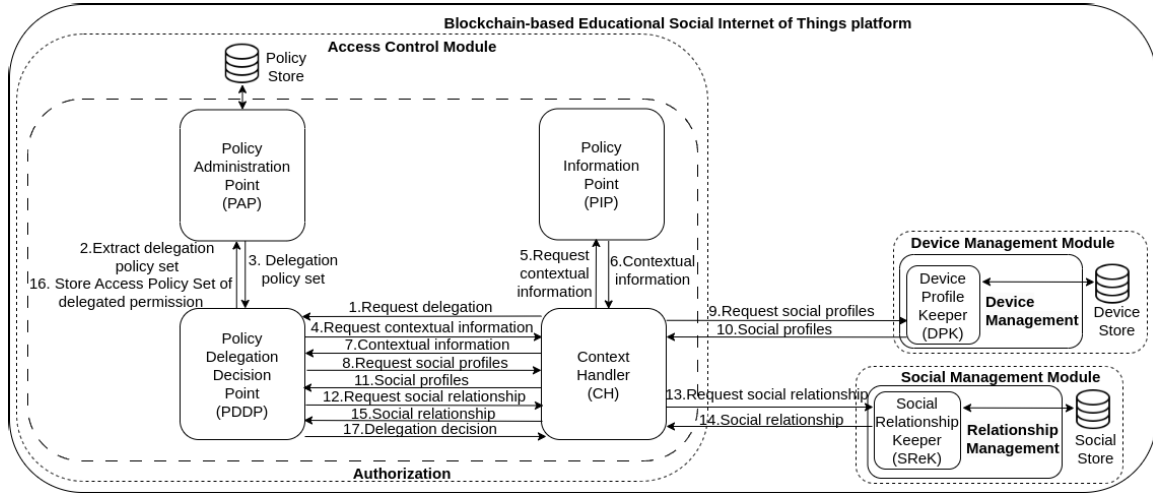 Blockchain-based Educational Social Internet of Things platform
Access Control Module
Policy
Store
Policy
Administration
Point
(PAP)
Policy
Information
Point
(PIP)
2.Extract delegation
policy set
16. Store Access Policy Set of
delegated permission
3. Delegation
policy set
5.Request
contextual
information
6.Contextual
information
Device Management Module
Device
Profile
Keeper
(DPK)
Device
Management
Device
Store
1.Request delegation
4.Request contextual information
7.Contextual information
8.Request social profiles
11.Social profiles
12.Request social relationship
15.Social relationship
17.Delegation decision
Policy
Delegation
Decision
Point
(PDDP)
Context
Handler
(CH)
9.Request social profiles
10.Social profiles
13.Request social relationship
14.Social relationship
Social Management Module
Social
Relationship
Keeper
(SReK)
Relationship
Management
Social
Store
Authorization